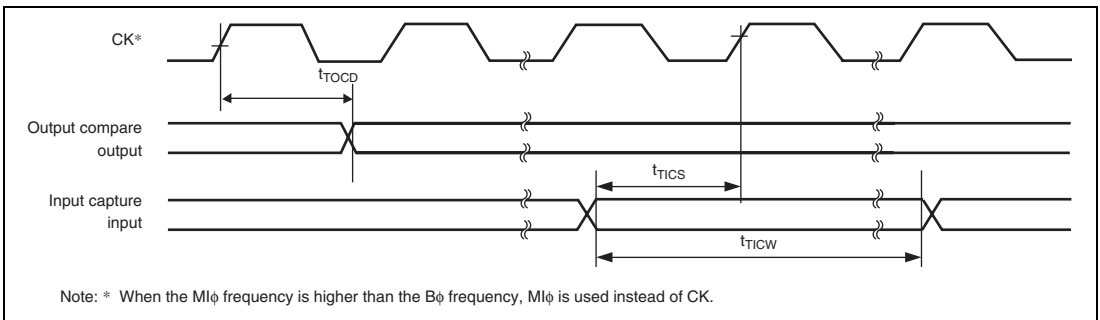 CK*
tTOCD
Output compare
output
tTICS
Input capture
input
tTICW
Note: * When the MIϕ frequency is higher than the Bϕ frequency, MIϕ is used instead of CK.